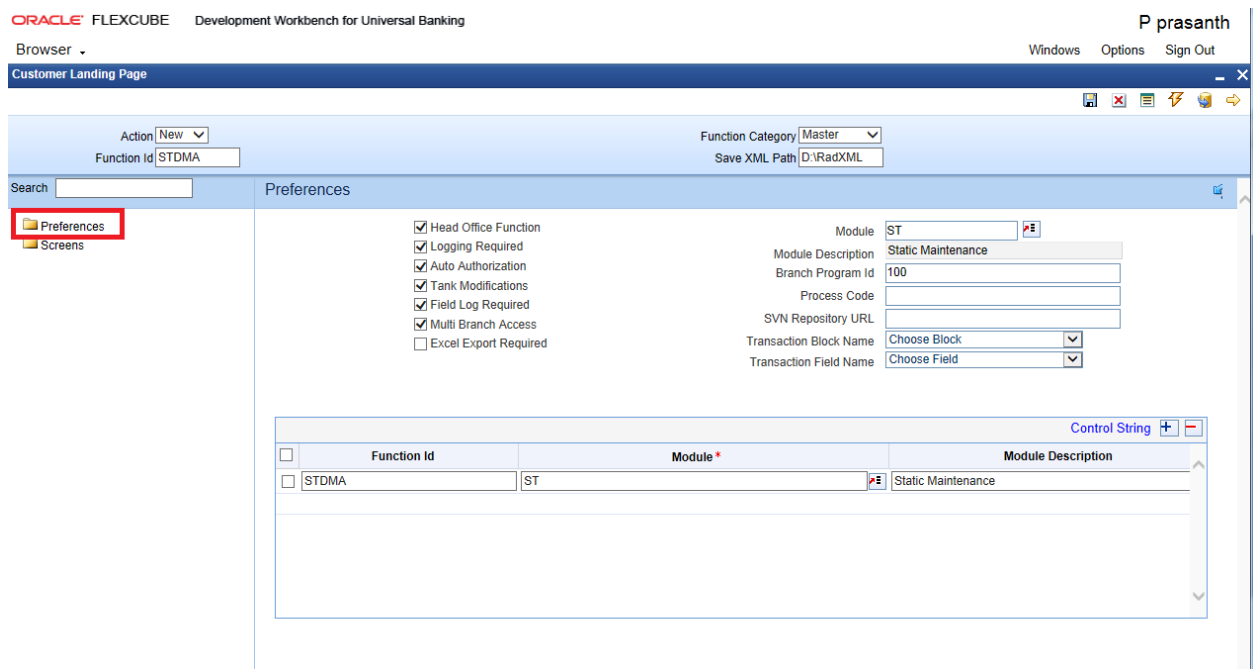 ORACLE® FLEXCUBE Development Workbench for Universal Banking P prasanth
Browser Windows Options Sign Out
Customer Landing Page
Action New Function Category Master
Function Id STDMA Save XML Path D:\RadXML
Search Preferences
Preferences
Screens
Head Office Function
Logging Required
Auto Authorization
Tank Modifications
Field Log Required
Multi Branch Access
Excel Export Required
Module ST
Module Description Static Maintenance
Branch Program Id 100
Process Code
SVN Repository URL
Transaction Block Name Choose Block
Transaction Field Name Choose Field
Control String
Function Id Module * Module Description
STDMA ST Static Maintenance